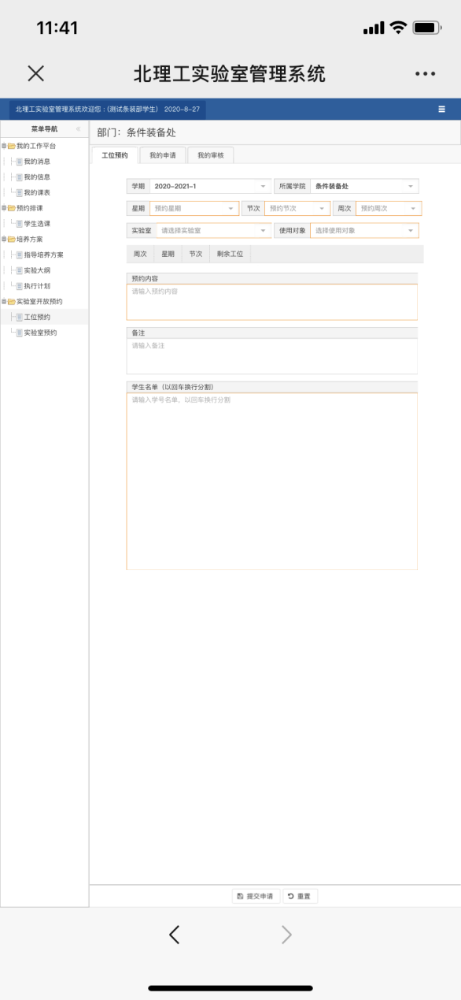 11:41
北理工实验室管理系统
北理工实验室管理系统欢迎您 : (测试条装部学生) 2020-8-27
菜单导航
部门：条件装备处
我的工作平台
我的消息
我的信息
我的课表
预约排课
学生选课
培养方案
指导培养方案
实验大纲
执行计划
实验室开放预约
工位预约
实验室预约
工位预约 我的申请 我的审核
学期 2020-2021-1 所属学院 条件装备处
星期 预约星期 节次 预约节次 周次 预约周次
实验室 请选择实验室 使用对象 选择使用对象
周次 星期 节次 剩余工位
预约内容
请输入预约内容
备注
请输入备注
学生名单（以回车换行分割）
请输入学号名单，以回车换行分割
提交申请 重置